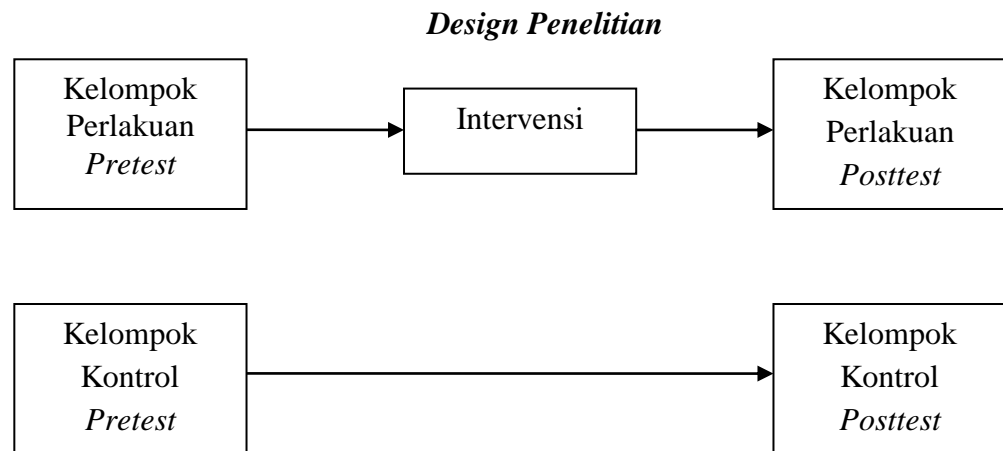 Design Penelitian
Kelompok
Perlakuan
Pretest
Intervensi
Kelompok
Perlakuan
Posttest
Kelompok
Kontrol
Pretest
Kelompok
Kontrol
Posttest